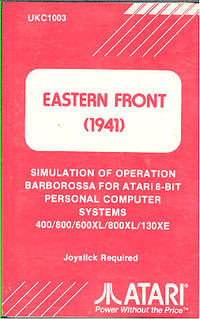 UKC1003
EASTERN FRONT
(1941)
SIMULATION OF OPERATION
BARBOROSSA FOR ATARI 8-BIT
PERSONAL COMPUTER
SYSTEMS
400/800/600XL/800XL/130XE
Joystick Required
ATARI™
Power Without the Price™